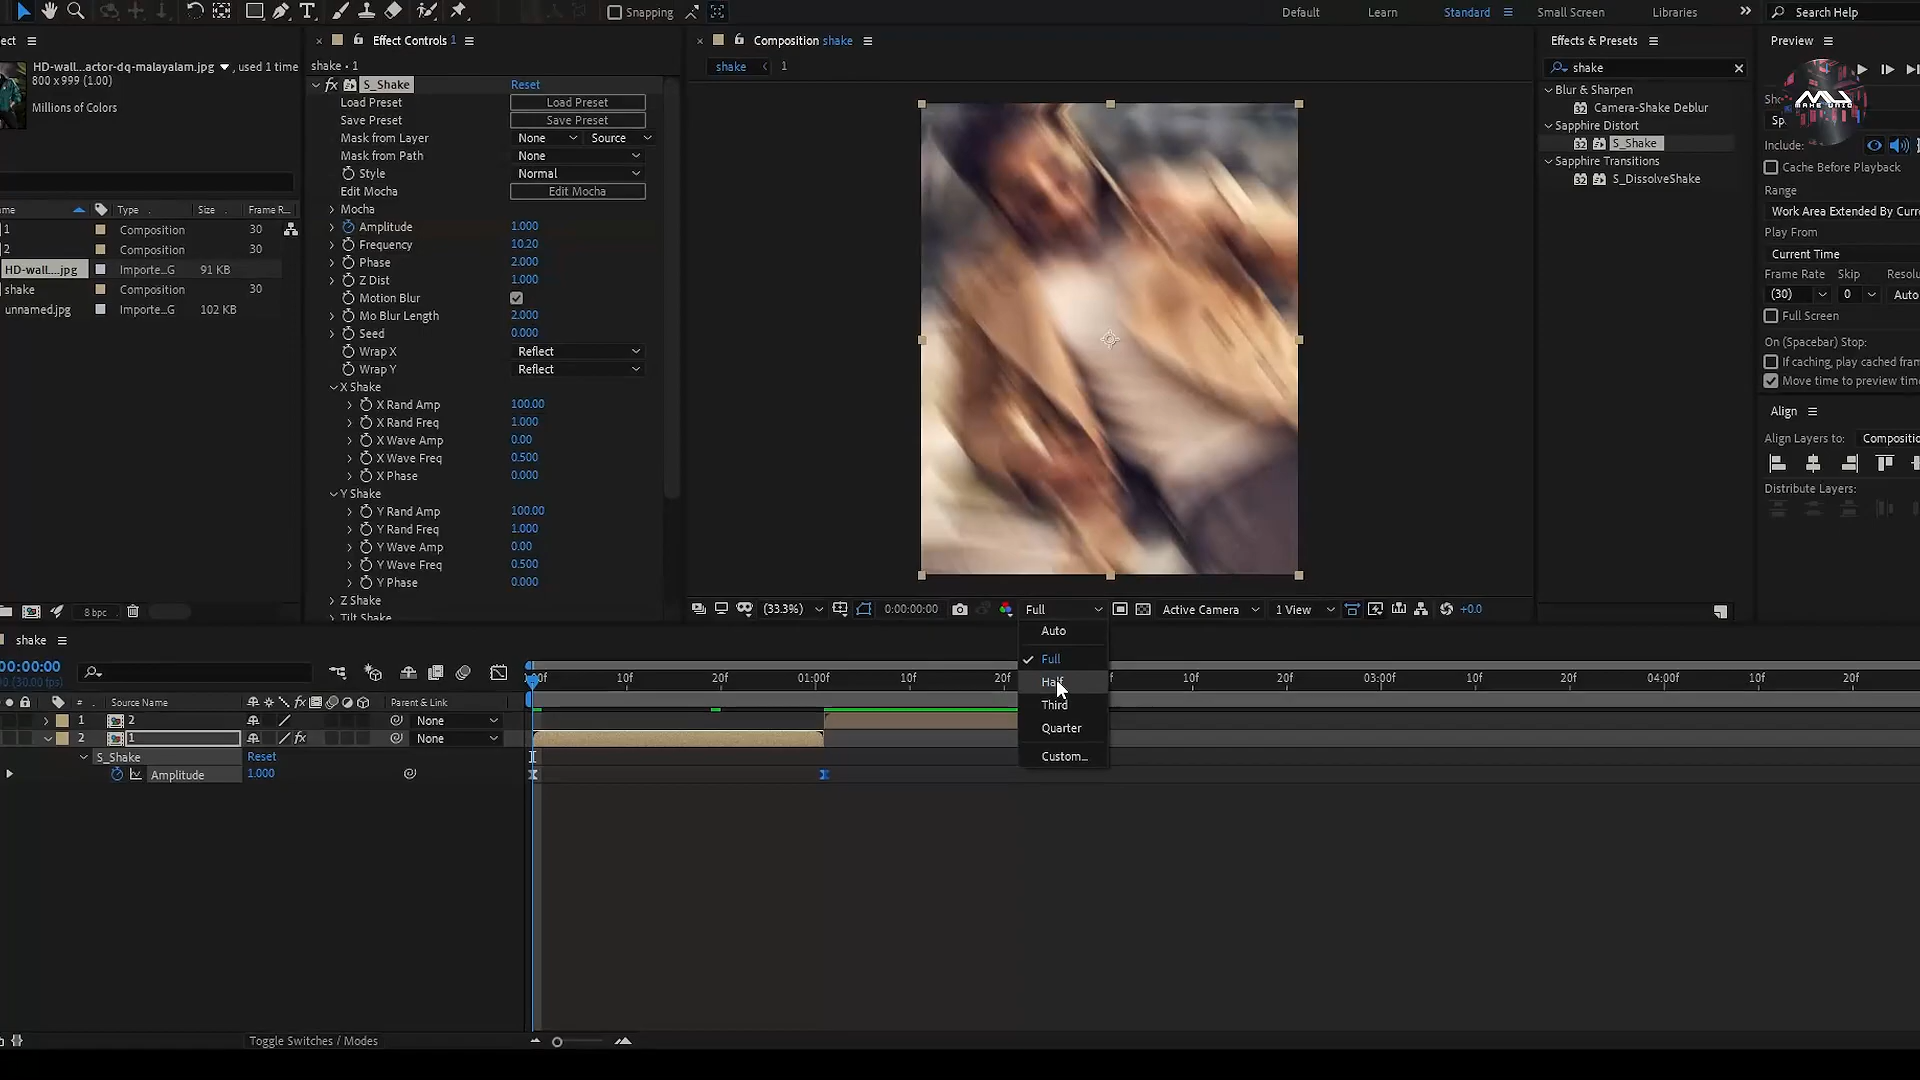 Snapping
Default
Learn
Standard
Small Screen
Libraries
Search Help
ect
Effect Controls 1
Composition shake
Effects & Presets
Preview
HD-wall...actor-dq-malayalam.jpg , used 1 time
800 x 999 (1.00)
Millions of Colors
shake • 1
shake
1
shake
fx S_Shake
Reset
Load Preset
Load Preset
Save Preset
Save Preset
Mask from Layer
None
Source
Mask from Path
None
Style
Normal
Edit Mocha
Edit Mocha
Mocha
Amplitude
1.000
Frequency
10.20
Phase
2.000
Z Dist
1.000
Motion Blur
Mo Blur Length
2.000
Seed
0.000
Wrap X
Reflect
Wrap Y
Reflect
X Shake
X Rand Amp
100.00
X Rand Freq
1.000
X Wave Amp
0.00
X Wave Freq
0.500
X Phase
0.000
Y Shake
Y Rand Amp
100.00
Y Rand Freq
1.000
Y Wave Amp
0.00
Y Wave Freq
0.500
Y Phase
0.000
Z Shake
Tilt Shake
Blur & Sharpen
Camera-Shake Deblur
Sapphire Distort
32 S_Shake
Sapphire Transitions
32 S_DissolveShake
MAKE UNIQ
Sho
Sp
Include:
Cache Before Playback
Range
Work Area Extended By Curre
Play From
Current Time
Frame Rate
Skip
Resolu
(30)
0
Auto
Full Screen
On (Spacebar) Stop:
If caching, play cached fram
Move time to preview time
Align
Align Layers to:
Compositio
Distribute Layers:
me
Type
Size
Frame R...
1
Composition
30
2
Composition
30
HD-wall....jpg
Importe...G
91 KB
shake
Composition
30
unnamed.jpg
Importe...G
102 KB
8 bpc
(33.3%)
0:00:00:00
Full
Active Camera
1 View
+0.0
Auto
Full
Half
Third
Quarter
Custom...
shake
00:00:00
(30.00 fps)
:00f
10f
20f
01:00f
10f
20f
f
10f
20f
03:00f
10f
20f
04:00f
10f
20f
#
Source Name
fx
Parent & Link
1
2
None
2
1
fx
None
S_Shake
Reset
Amplitude
1.000
Toggle Switches / Modes